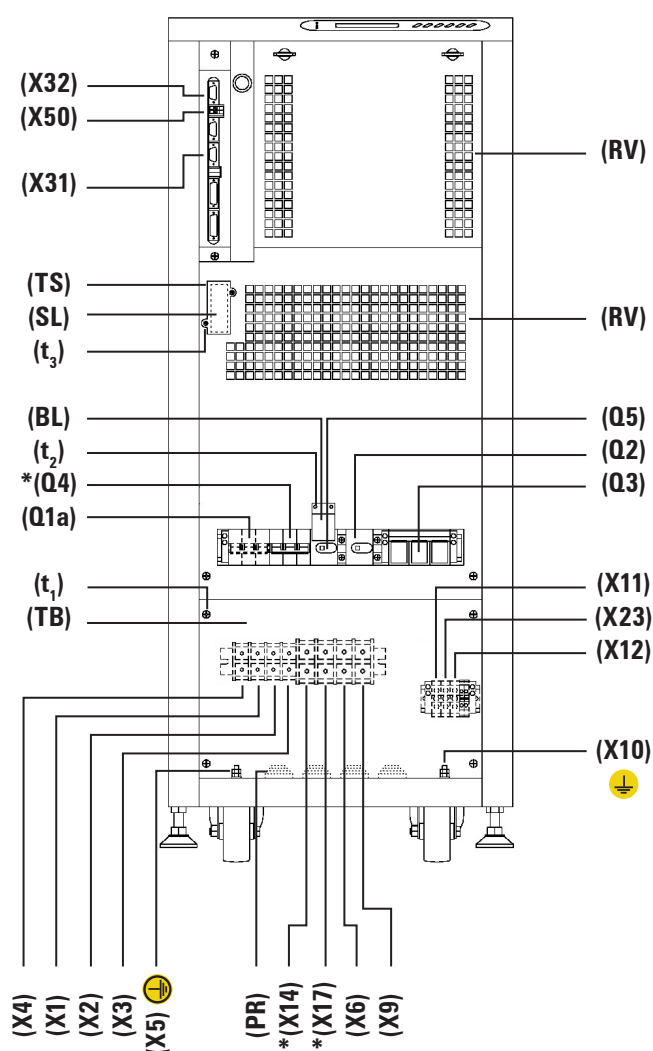 (X32)
(X50)
(X31)
(RV)
(TS)
(SL)
(t3)
(RV)
(BL)
(t2)
*(Q4)
(Q1a)
(Q5)
(Q2)
(Q3)
(t1)
(TB)
(X11)
(X23)
(X12)
(X10)
(X4)
(X1)
(X2)
(X3)
(X5)
(PR)
*(X14)
*(X17)
(X6)
(X9)